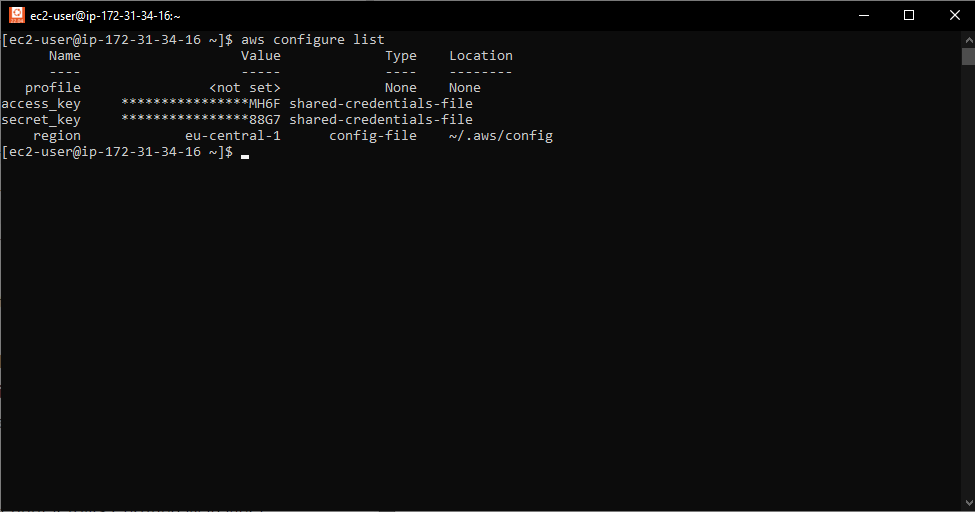 ec2-user@ip-172-31-34-16:~
[ec2-user@ip-172-31-34-16 ~]$ aws configure list
      Name                    Value             Type    Location
      ----                    -----             ----    --------
   profile                <not set>             None    None
access_key     ****************MH6F shared-credentials-file
secret_key     ****************88G7 shared-credentials-file
    region             eu-central-1      config-file    ~/.aws/config
[ec2-user@ip-172-31-34-16 ~]$